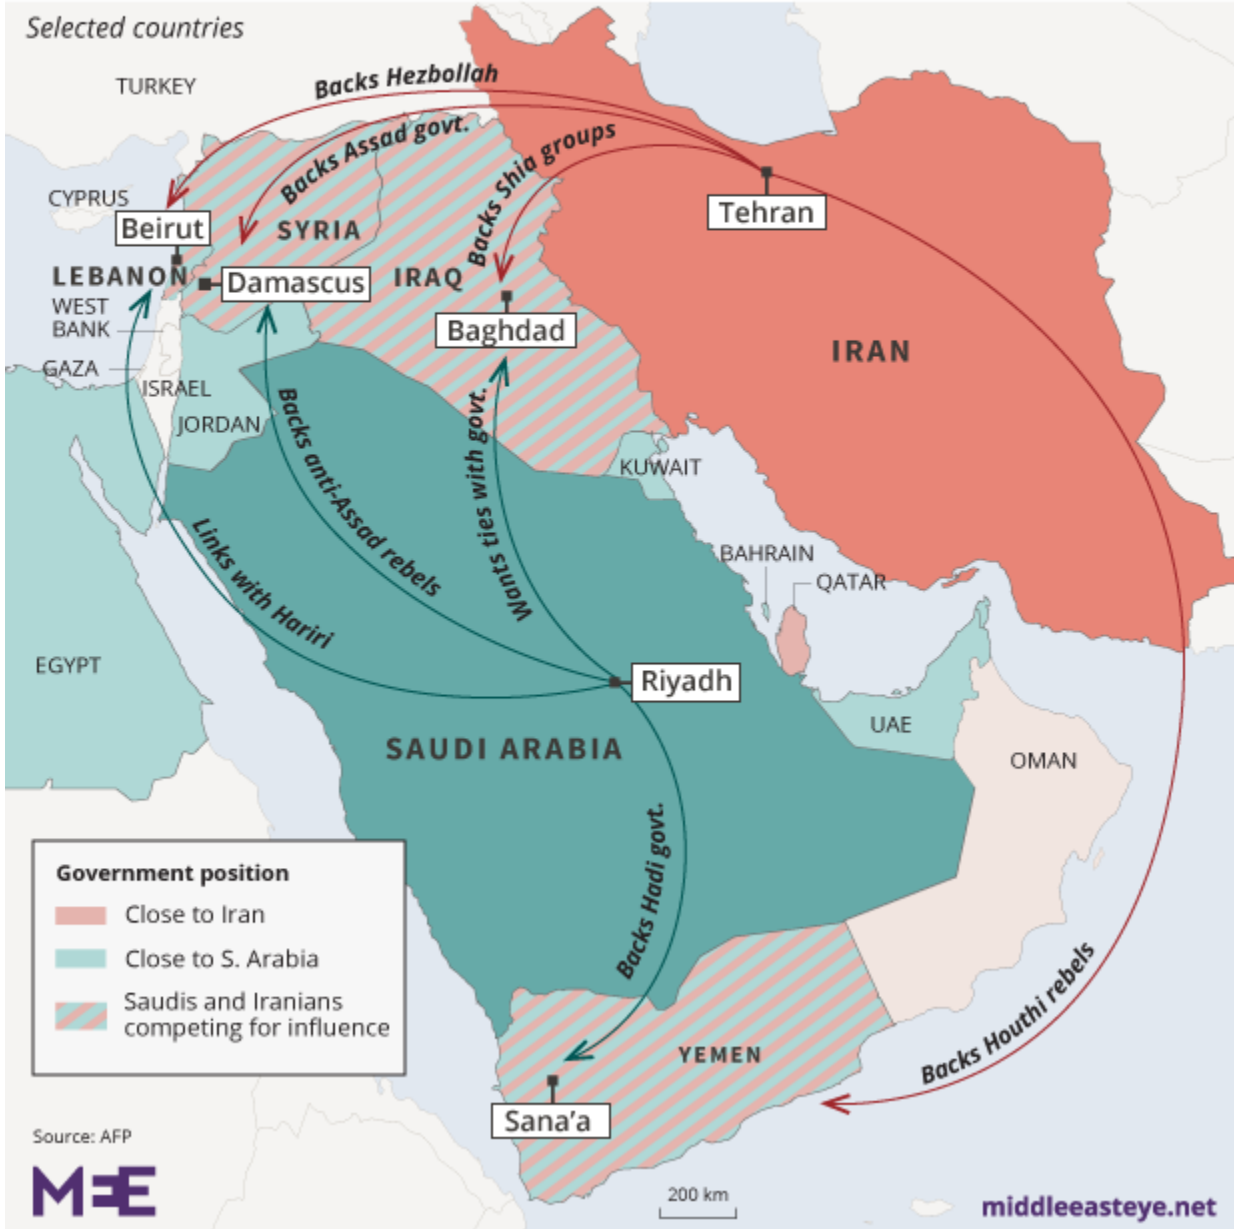 Selected countries
TURKEY
Backs Hezbollah
Backs Assad govt.
Backs Shia groups
CYPRUS
Beirut
Tehran
SYRIA
LEBANON
Damascus
IRAQ
WEST
BANK
Baghdad
IRAN
GAZA
ISRAEL
JORDAN
Backs anti-Assad rebels
Wants ties with govt.
KUWAIT
Links with Hariri
BAHRAIN
QATAR
EGYPT
Riyadh
SAUDI ARABIA
UAE
OMAN
Backs Hadi govt.
Government position
Close to Iran
Close to S. Arabia
Saudis and Iranians
competing for influence
Backs Houthi rebels
YEMEN
Sana’a
Source: AFP
MEE
200 km
middleeasteye.net